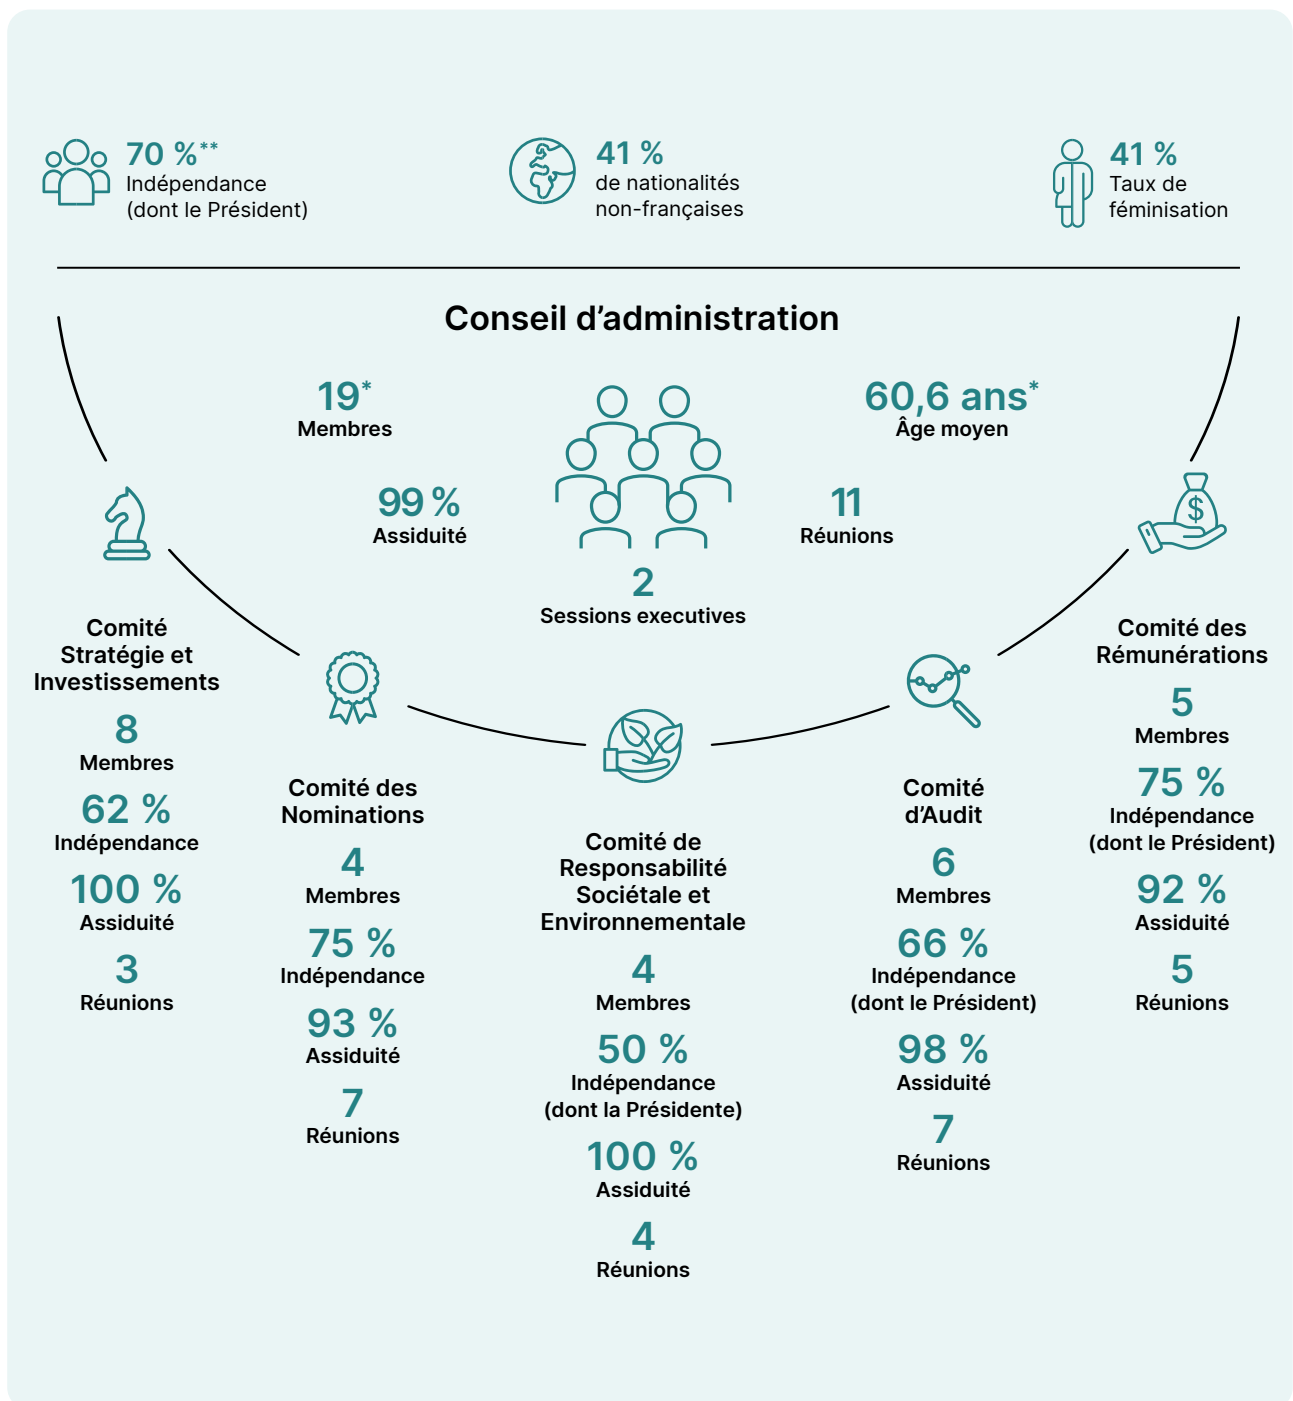 70 %**
Indépendance
(dont le Président)
41 %
de nationalités
non-françaises
41 %
Taux de
féminisation
Conseil d’administration
19*
Membres
60,6 ans*
Âge moyen
99 %
Assiduité
11
Réunions
2
Sessions executives
Comité
Stratégie et
Investissements
8
Membres
62 %
Indépendance
100 %
Assiduité
3
Réunions
Comité des
Nominations
4
Membres
75 %
Indépendance
93 %
Assiduité
7
Réunions
Comité de
Responsabilité
Sociétale et
Environnementale
4
Membres
50 %
Indépendance
(dont la Présidente)
100 %
Assiduité
4
Réunions
Comité
d’Audit
6
Membres
66 %
Indépendance
(dont le Président)
98 %
Assiduité
7
Réunions
$
Comité des
Rémunérations
5
Membres
75 %
Indépendance
(dont le Président)
92 %
Assiduité
5
Réunions